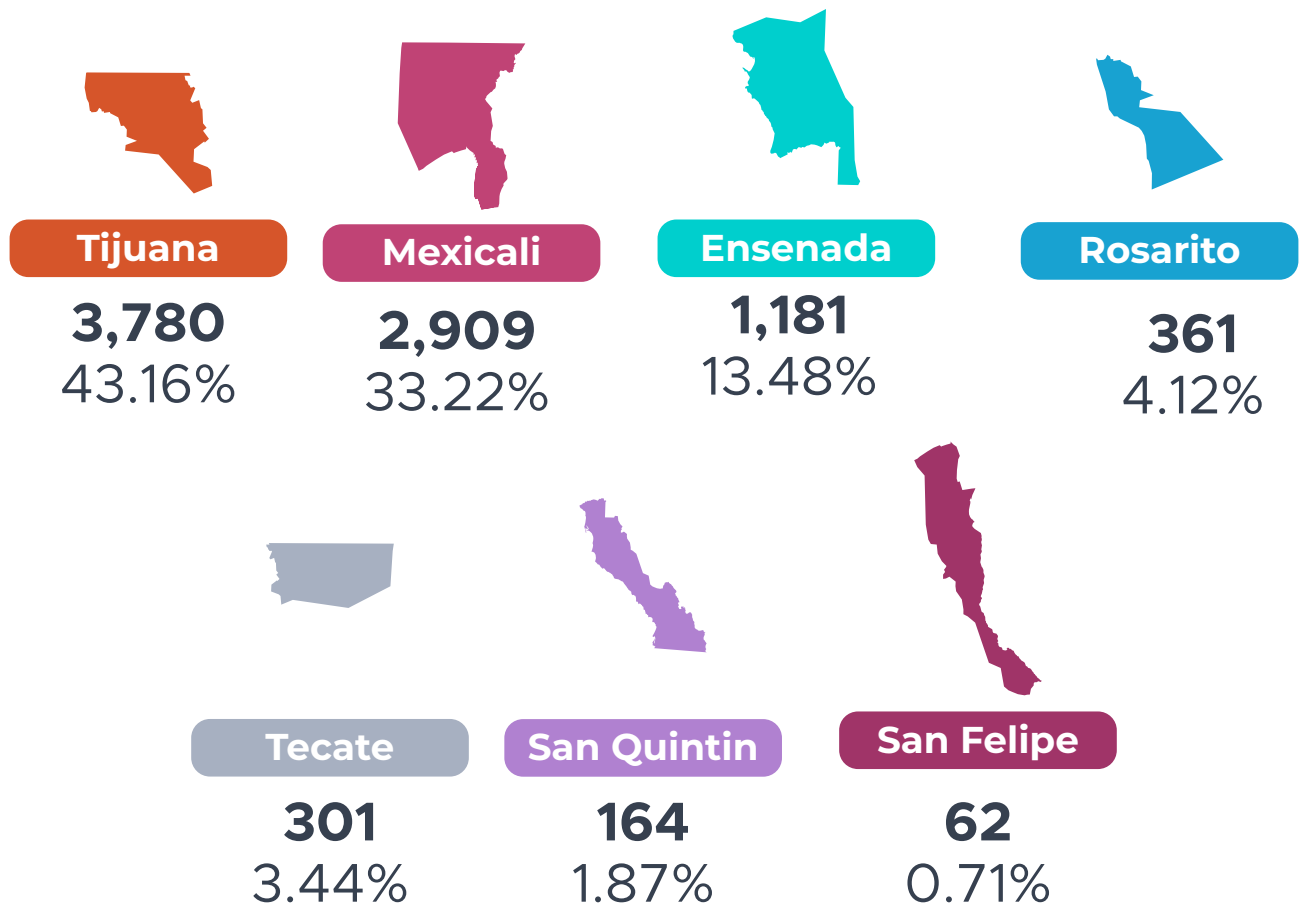 Tijuana
3,780
43.16%
Mexicali
2,909
33.22%
Ensenada
1,181
13.48%
Rosarito
361
4.12%
Tecate
301
3.44%
San Quintin
164
1.87%
San Felipe
62
0.71%